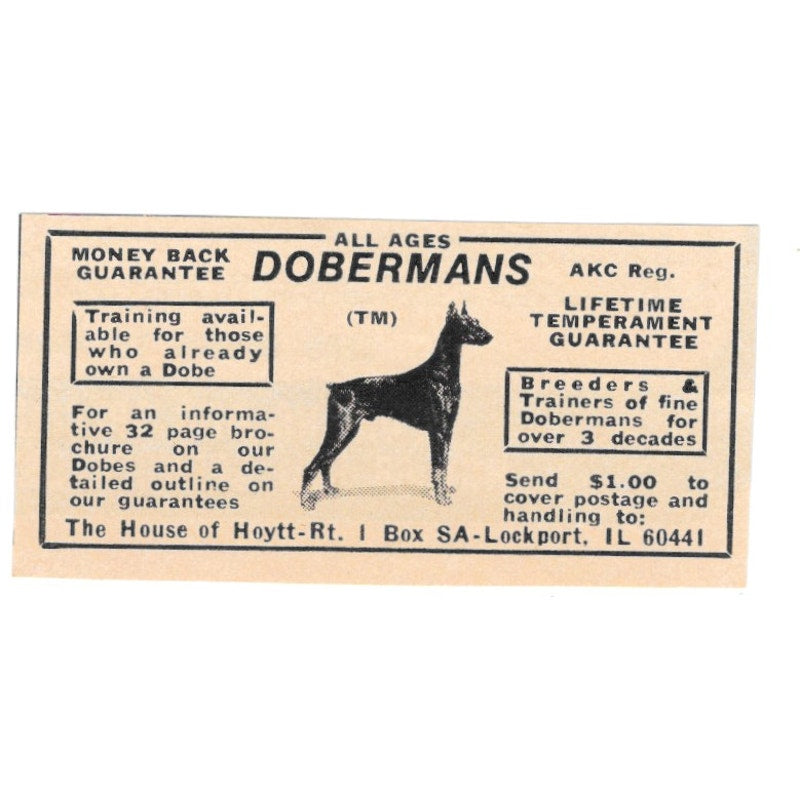 ALL AGES
DOBERMANS
MONEY BACK
GUARANTEE
AKC Reg.
Training avail-
able for those
who already
own a Dobe
(TM)
LIFETIME
TEMPERAMENT
GUARANTEE
For an informa-
tive 32 page bro-
chure on our
Dobes and a de-
tailed outline on
our guarantees
Breeders &
Trainers of fine
Dobermans for
over 3 decades
Send $1.00 to
cover postage and
handling to:
The House of Hoytt-Rt. 1 Box SA-Lockport, IL 60441